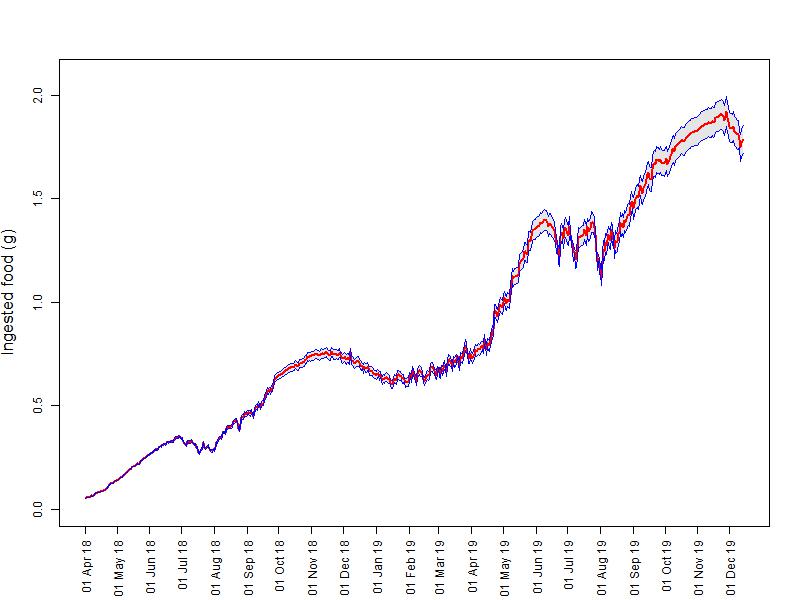 Ingested food (g)
2.0
1.5
1.0
0.5
0.0
01 Apr 18
01 May 18
01 Jun 18
01 Jul 18
01 Aug 18
01 Sep 18
01 Oct 18
01 Nov 18
01 Dec 18
01 Jan 19
01 Feb 19
01 Mar 19
01 Apr 19
01 May 19
01 Jun 19
01 Jul 19
01 Aug 19
01 Sep 19
01 Oct 19
01 Nov 19
01 Dec 19